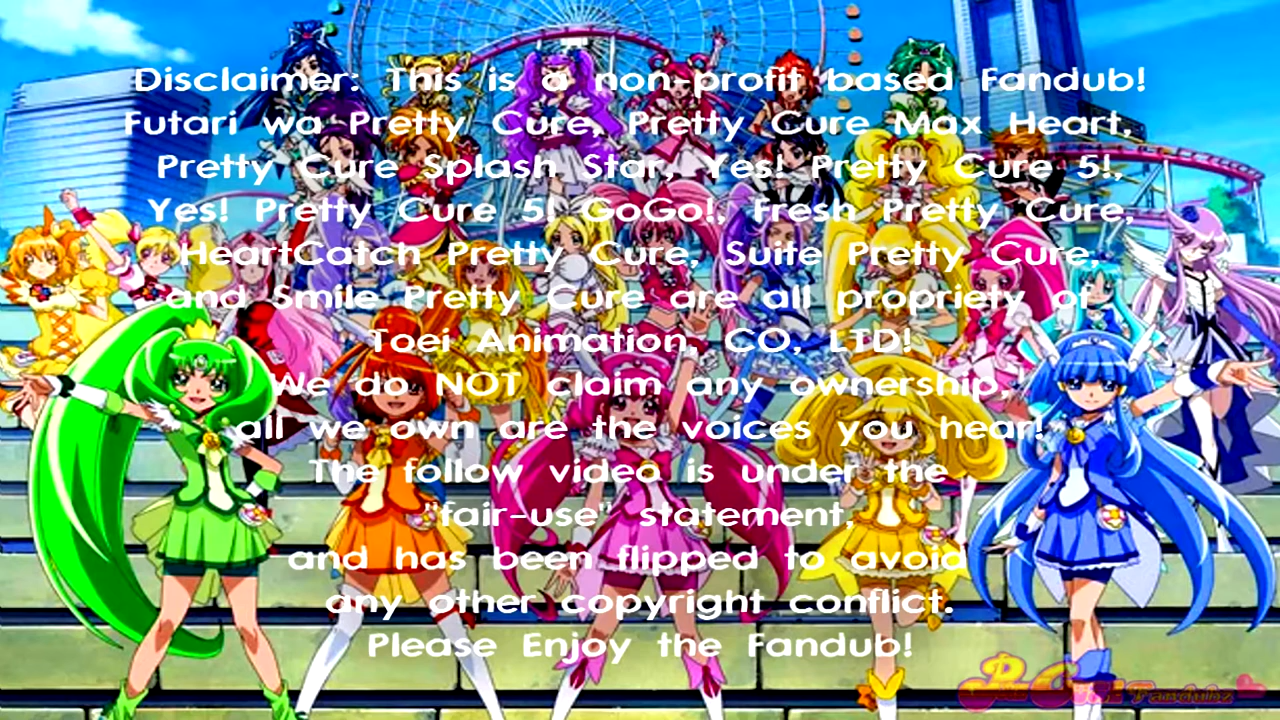 Disclaimer: This is a non-profit based Fandub!
Futari wa Pretty Cure, Pretty Cure Max Heart,
Pretty Cure Splash Star, Yes! Pretty Cure 5!,
Yes! Pretty Cure 5! GoGo!, Fresh Pretty Cure,
HeartCatch Pretty Cure, Suite Pretty Cure,
and Smile Pretty Cure are all propriety of
Toei Animation, CO, LTD!
We do NOT claim any ownership,
all we own are the voices you hear!
The follow video is under the
"fair-use" statement,
and has been flipped to avoid
any other copyright conflict.
Please Enjoy the Fandub!
Fandubz